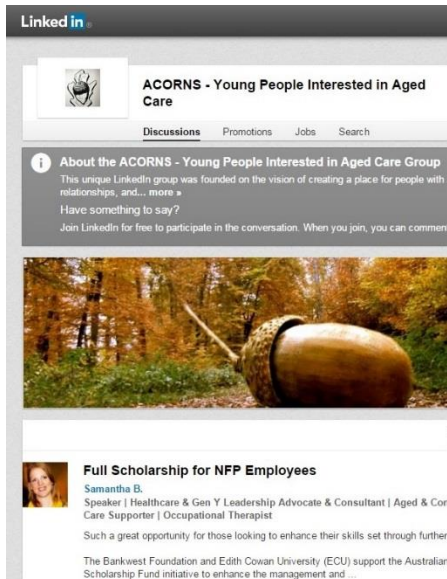 Linked in ®
ACORNS - Young People Interested in Aged
Care
Discussions Promotions Jobs Search
About the ACORNS - Young People Interested in Aged Care Group
This unique LinkedIn group was founded on the vision of creating a place for people with
relationships, and... more »
Have something to say?
Join LinkedIn for free to participate in the conversation. When you join, you can comment
Full Scholarship for NFP Employees
Samantha B.
Speaker | Healthcare & Gen Y Leadership Advocate & Consultant | Aged &
Care Supporter | Occupational Therapist
Such a great opportunity for those looking to enhance their skills set through further
The Bankwest Foundation and Edith Cowan University (ECU) support the
Scholarship Fund initiative to enhance the management and ...